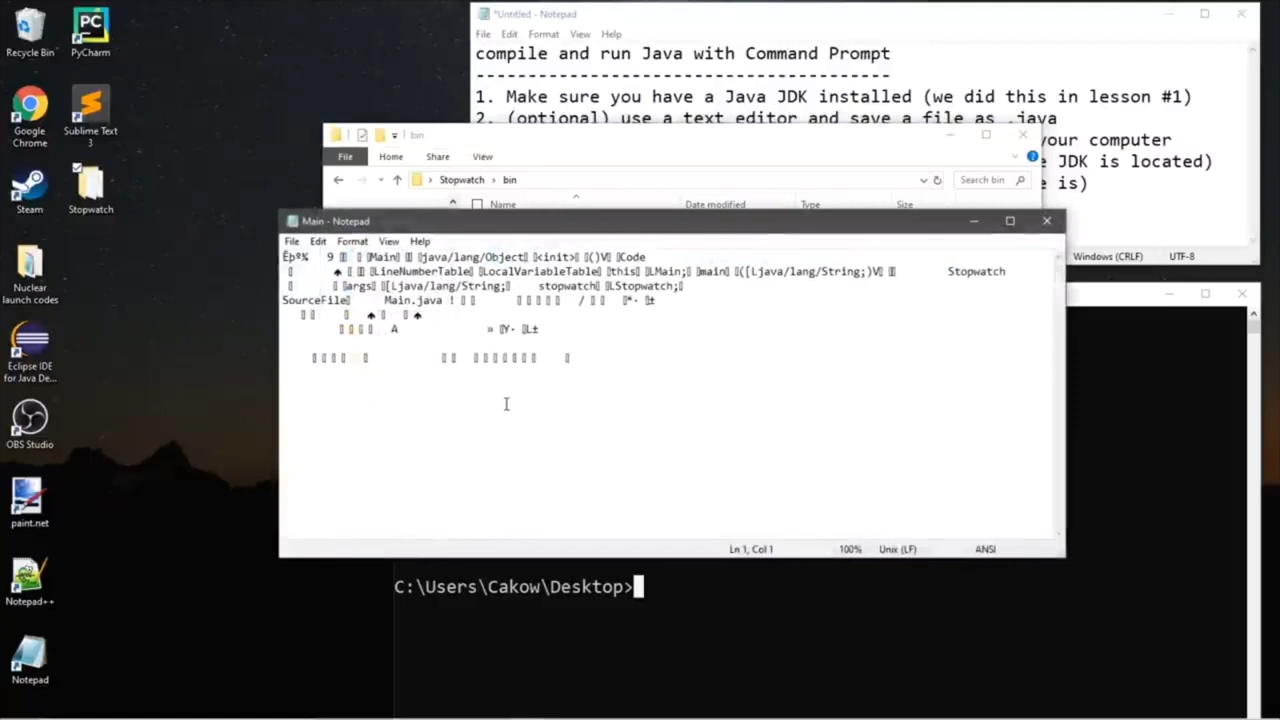 Recycle Bin
PyCharm
Google Chrome
Sublime Text 3
Steam
Stopwatch
Nuclear launch codes
Eclipse IDE for Java De...
OBS Studio
paint.net
Notepad++
Notepad
*Untitled - Notepad
File Edit Format View Help
compile and run Java with Command Prompt
----------------------------------------
1. Make sure you have a Java JDK installed (we did this in lesson #1)
2. (optional) use a text editor and save a file as .java
your computer
JDK is located)
is)
Windows (CRLF) UTF-8
bin
File Home Share View
Stopwatch › bin
Search bin
Name Date modified Type Size
Main - Notepad
File Edit Format View Help
Ëþº¾ 9 Main java/lang/Object <init> ()V Code
LineNumberTable LocalVariableTable this LMain; main ([Ljava/lang/String;)V Stopwatch
args [Ljava/lang/String; stopwatch LStopwatch;
SourceFile Main.java ! / *· ±
A » Y· L±
Ln 1, Col 1 100% Unix (LF) ANSI
C:\Users\Cakow\Desktop>